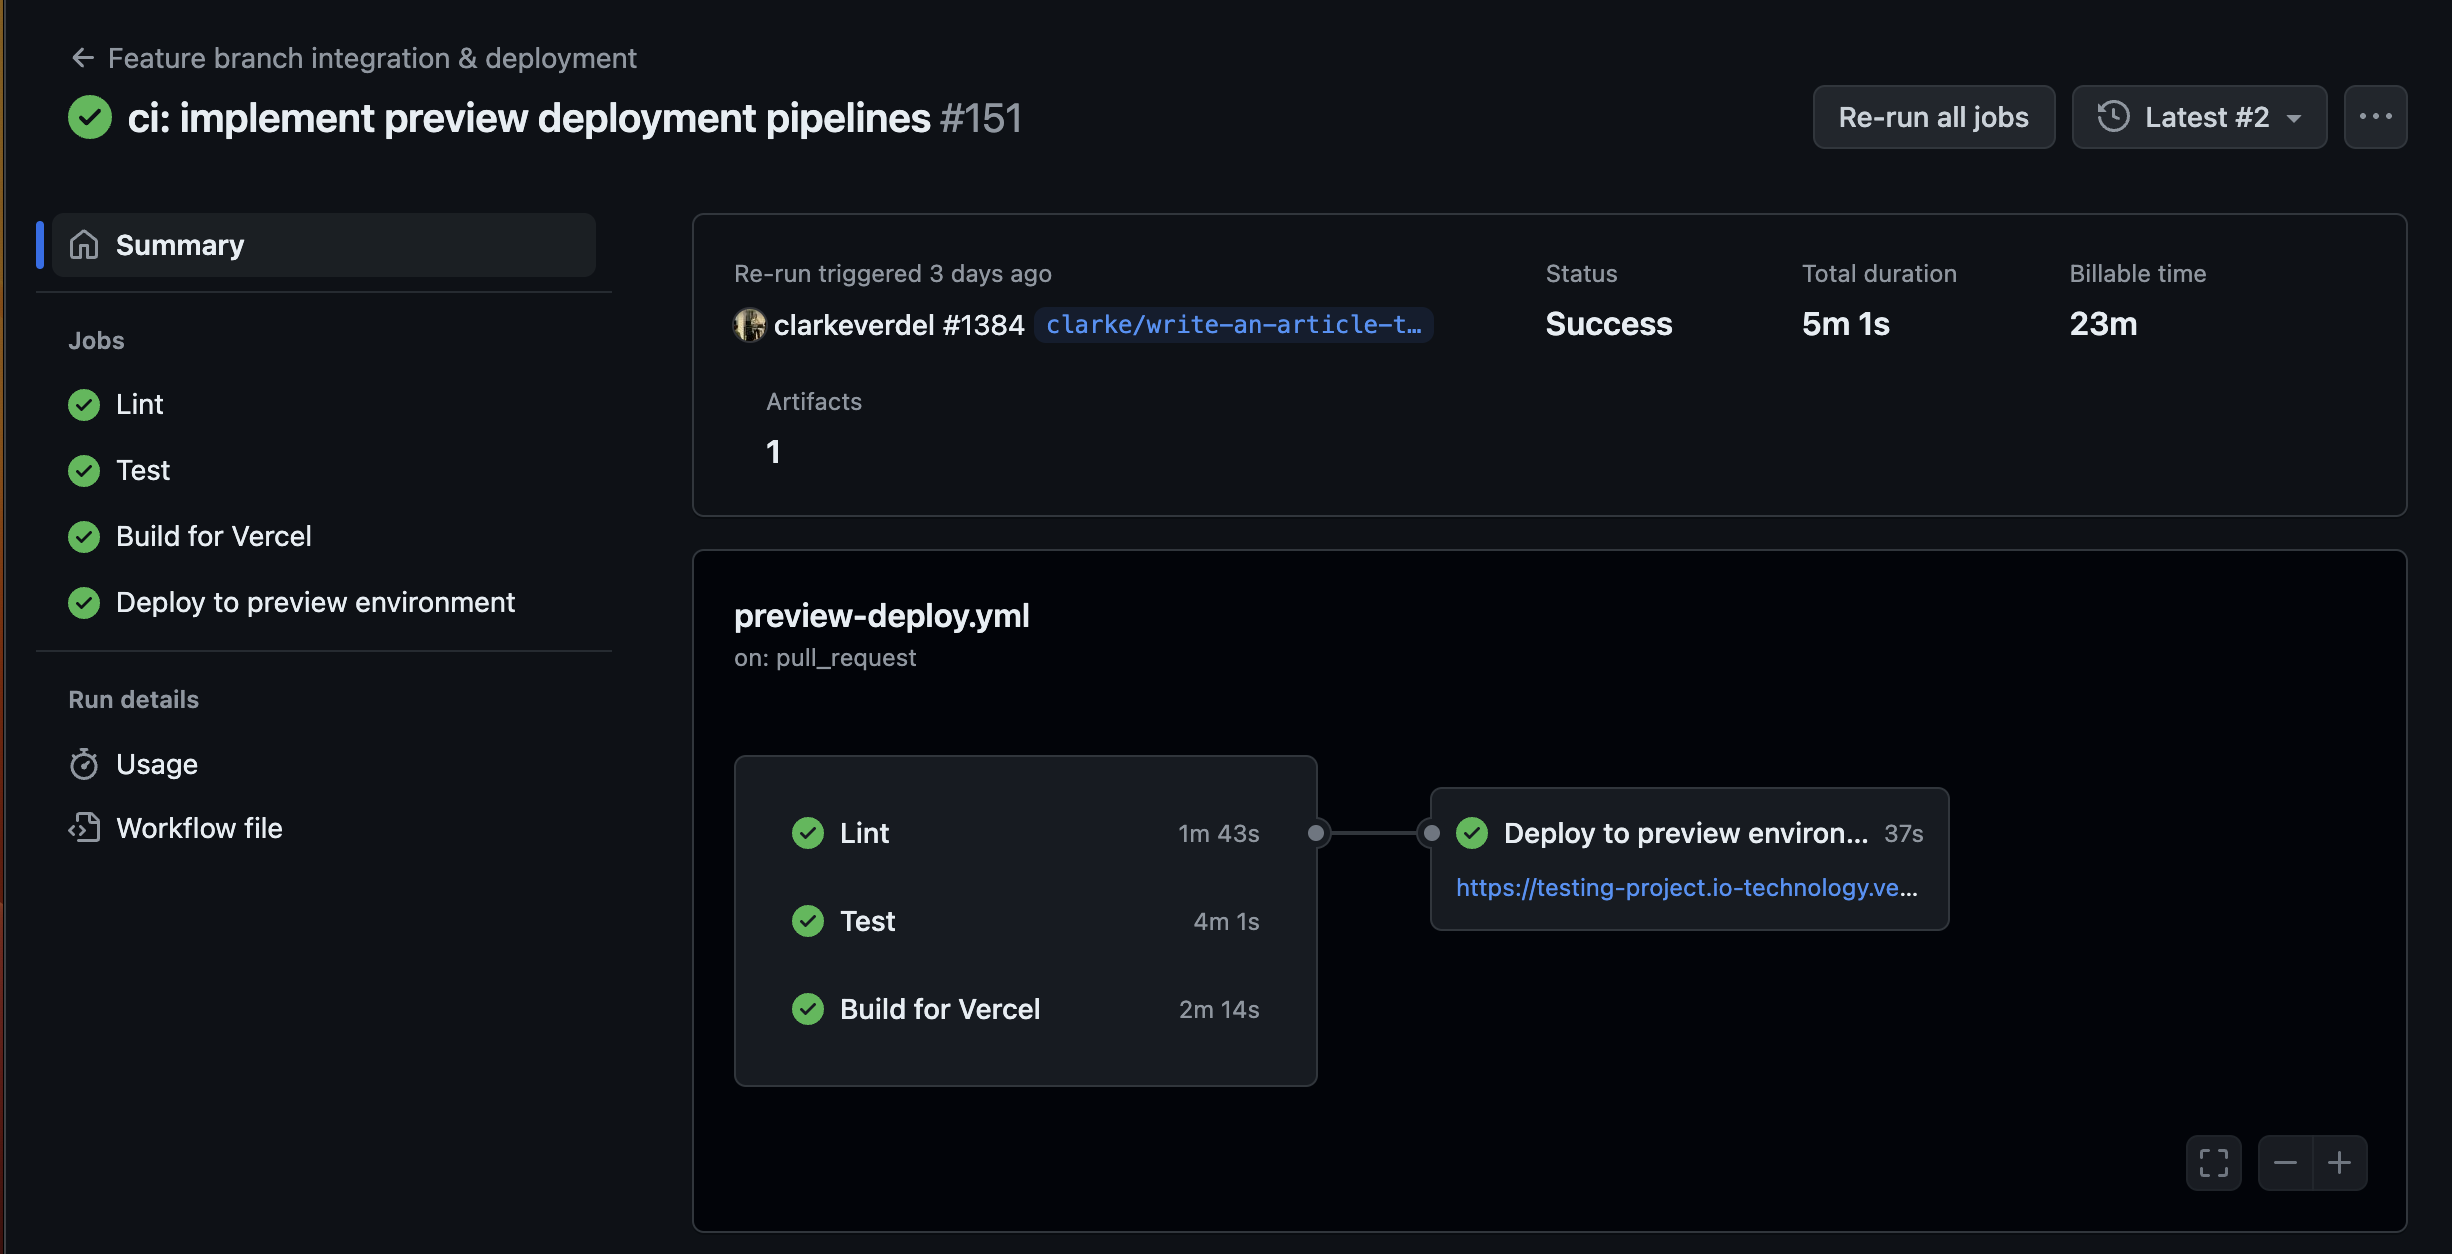 ← Feature branch integration & deployment
ci: implement preview deployment pipelines #151
Re-run all jobs
Latest #2
Summary
Jobs
Lint
Test
Build for Vercel
Deploy to preview environment
Run details
Usage
Workflow file
Re-run triggered 3 days ago
clarkeverdel #1384 clarke/write-an-article-t…
Status
Success
Total duration
5m 1s
Billable time
23m
Artifacts
1
preview-deploy.yml
on: pull_request
Lint 1m 43s
Test 4m 1s
Build for Vercel 2m 14s
Deploy to preview environ... 37s
https://testing-project.io-technology.ve...